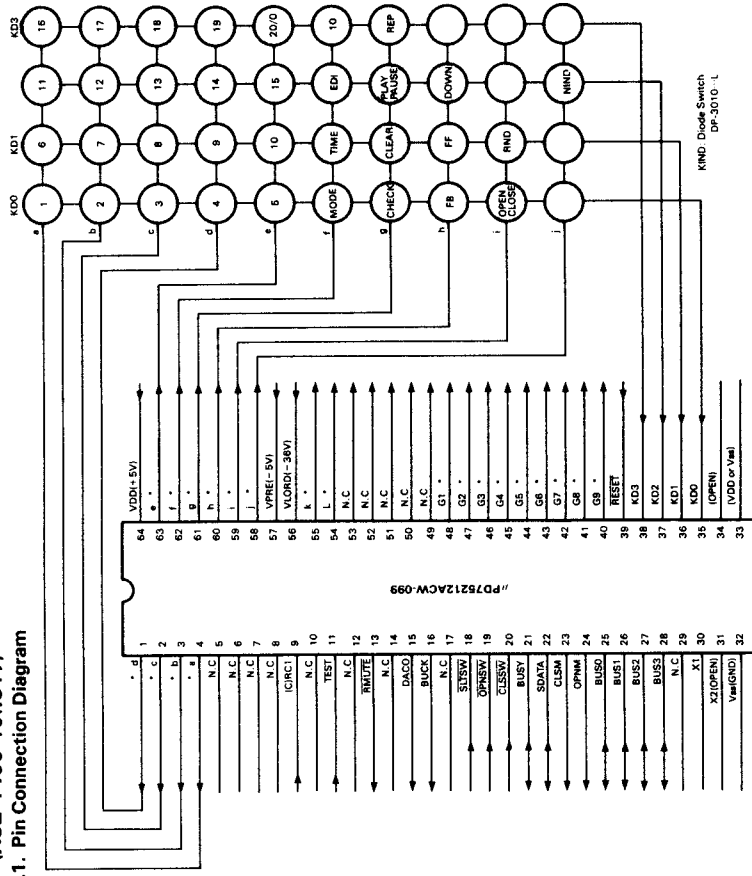 .1. Pin Connection Diagram
KD0 KD1 KD3
a 1 6 11 16
b 2 7 12 17
c 3 8 13 18
d 4 9 14 19
e 5 10 15 20/0
f MODE TIME EDI 10
g CHECK CLEAR PLAY PAUSE REP
h FB FF DOWN
i OPEN CLOSE RND
j NIND
KIND: Diode Switch
DP-3010-L
//PD75212ACW-099
* d 1
* c 2
* b 3
* a 4
N.C 5
N.C 6
N.C 7
N.C 8
(C)RC1 9
N.C 10
TEST 11
N.C 12
RMUTE 13
N.C 14
DACO 15
BUCK 16
N.C 17
SLTSW 18
OPNSW 19
CLSSW 20
BUSY 21
SDATA 22
CLSM 23
OPNM 24
BUS0 25
BUS1 26
BUS2 27
BUS3 28
N.C 29
X1 30
X2(OPEN) 31
Vss(GND) 32
64 VDD(+5V)
63 e *
62 f *
61 g *
60 h *
59 i *
58 j *
57 VPRE(-5V)
56 VLORD(-36V)
55 k *
54 L *
53 N.C
52 N.C
51 N.C
50 N.C
49 N.C
48 G1 *
47 G2 *
46 G3 *
45 G4 *
44 G5 *
43 G6 *
42 G7 *
41 G8 *
40 G9 *
39 RESET
38 KD3
37 KD2
36 KD1
35 KD0
34 (OPEN)
33 (VDD or Vss)